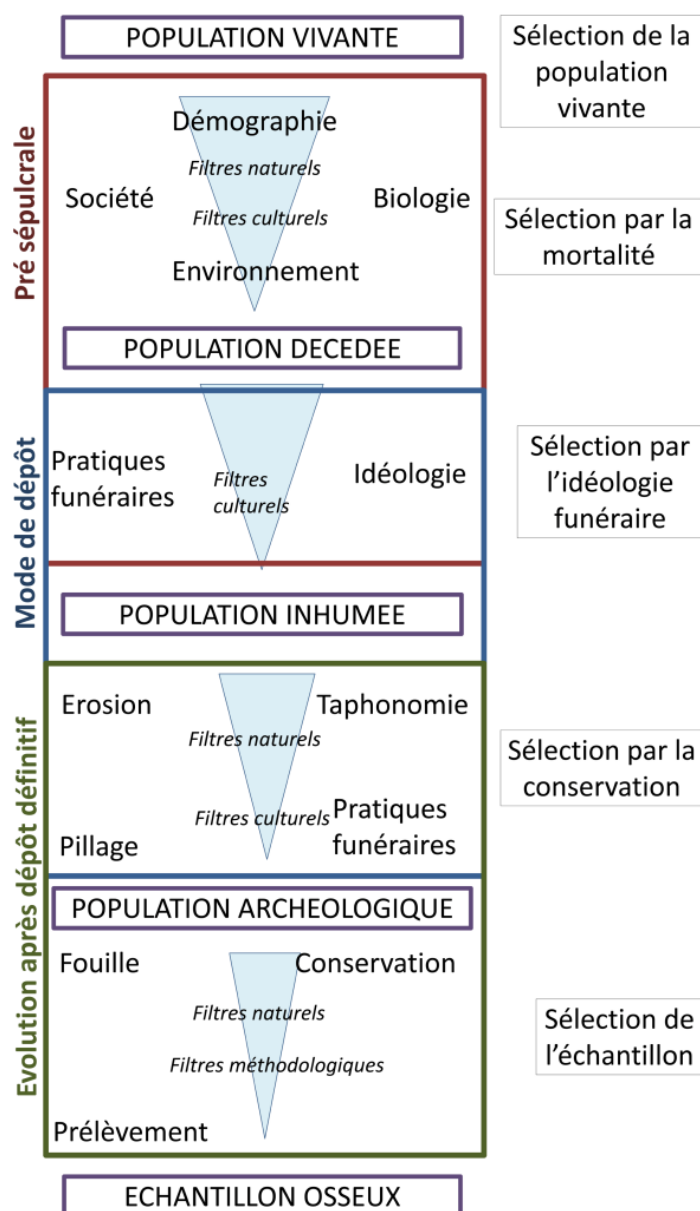 POPULATION VIVANTE
Sélection de la
population
vivante
Pré sépulcrale
Démographie
Filtres naturels
Société
Biologie
Filtres culturels
Environnement
Sélection par la
mortalité
POPULATION DECEDEE
Mode de dépôt
Pratiques
funéraires
Filtres
culturels
Idéologie
Sélection par
l’idéologie
funéraire
POPULATION INHUMEE
Evolution après dépôt définitif
Erosion
Taphonomie
Filtres naturels
Filtres culturels
Pillage
Pratiques
funéraires
Sélection par la
conservation
POPULATION ARCHEOLOGIQUE
Fouille
Conservation
Filtres naturels
Filtres méthodologiques
Prélèvement
Sélection de
l’échantillon
ECHANTILLON OSSEUX